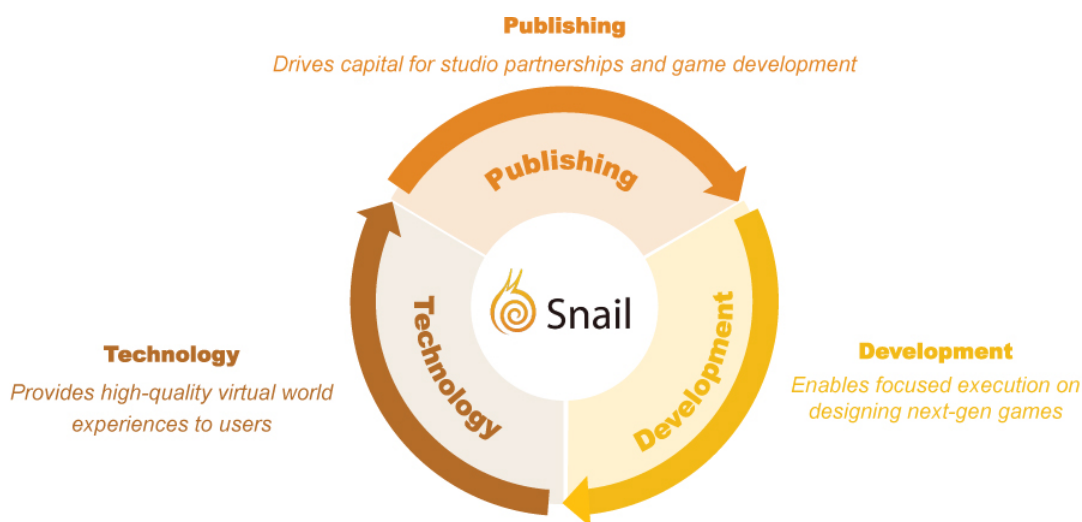 Publishing
Drives capital for studio partnerships and game development
Publishing
Technology
Snail
Development
Technology
Provides high-quality virtual world
experiences to users
Development
Enables focused execution on
designing next-gen games